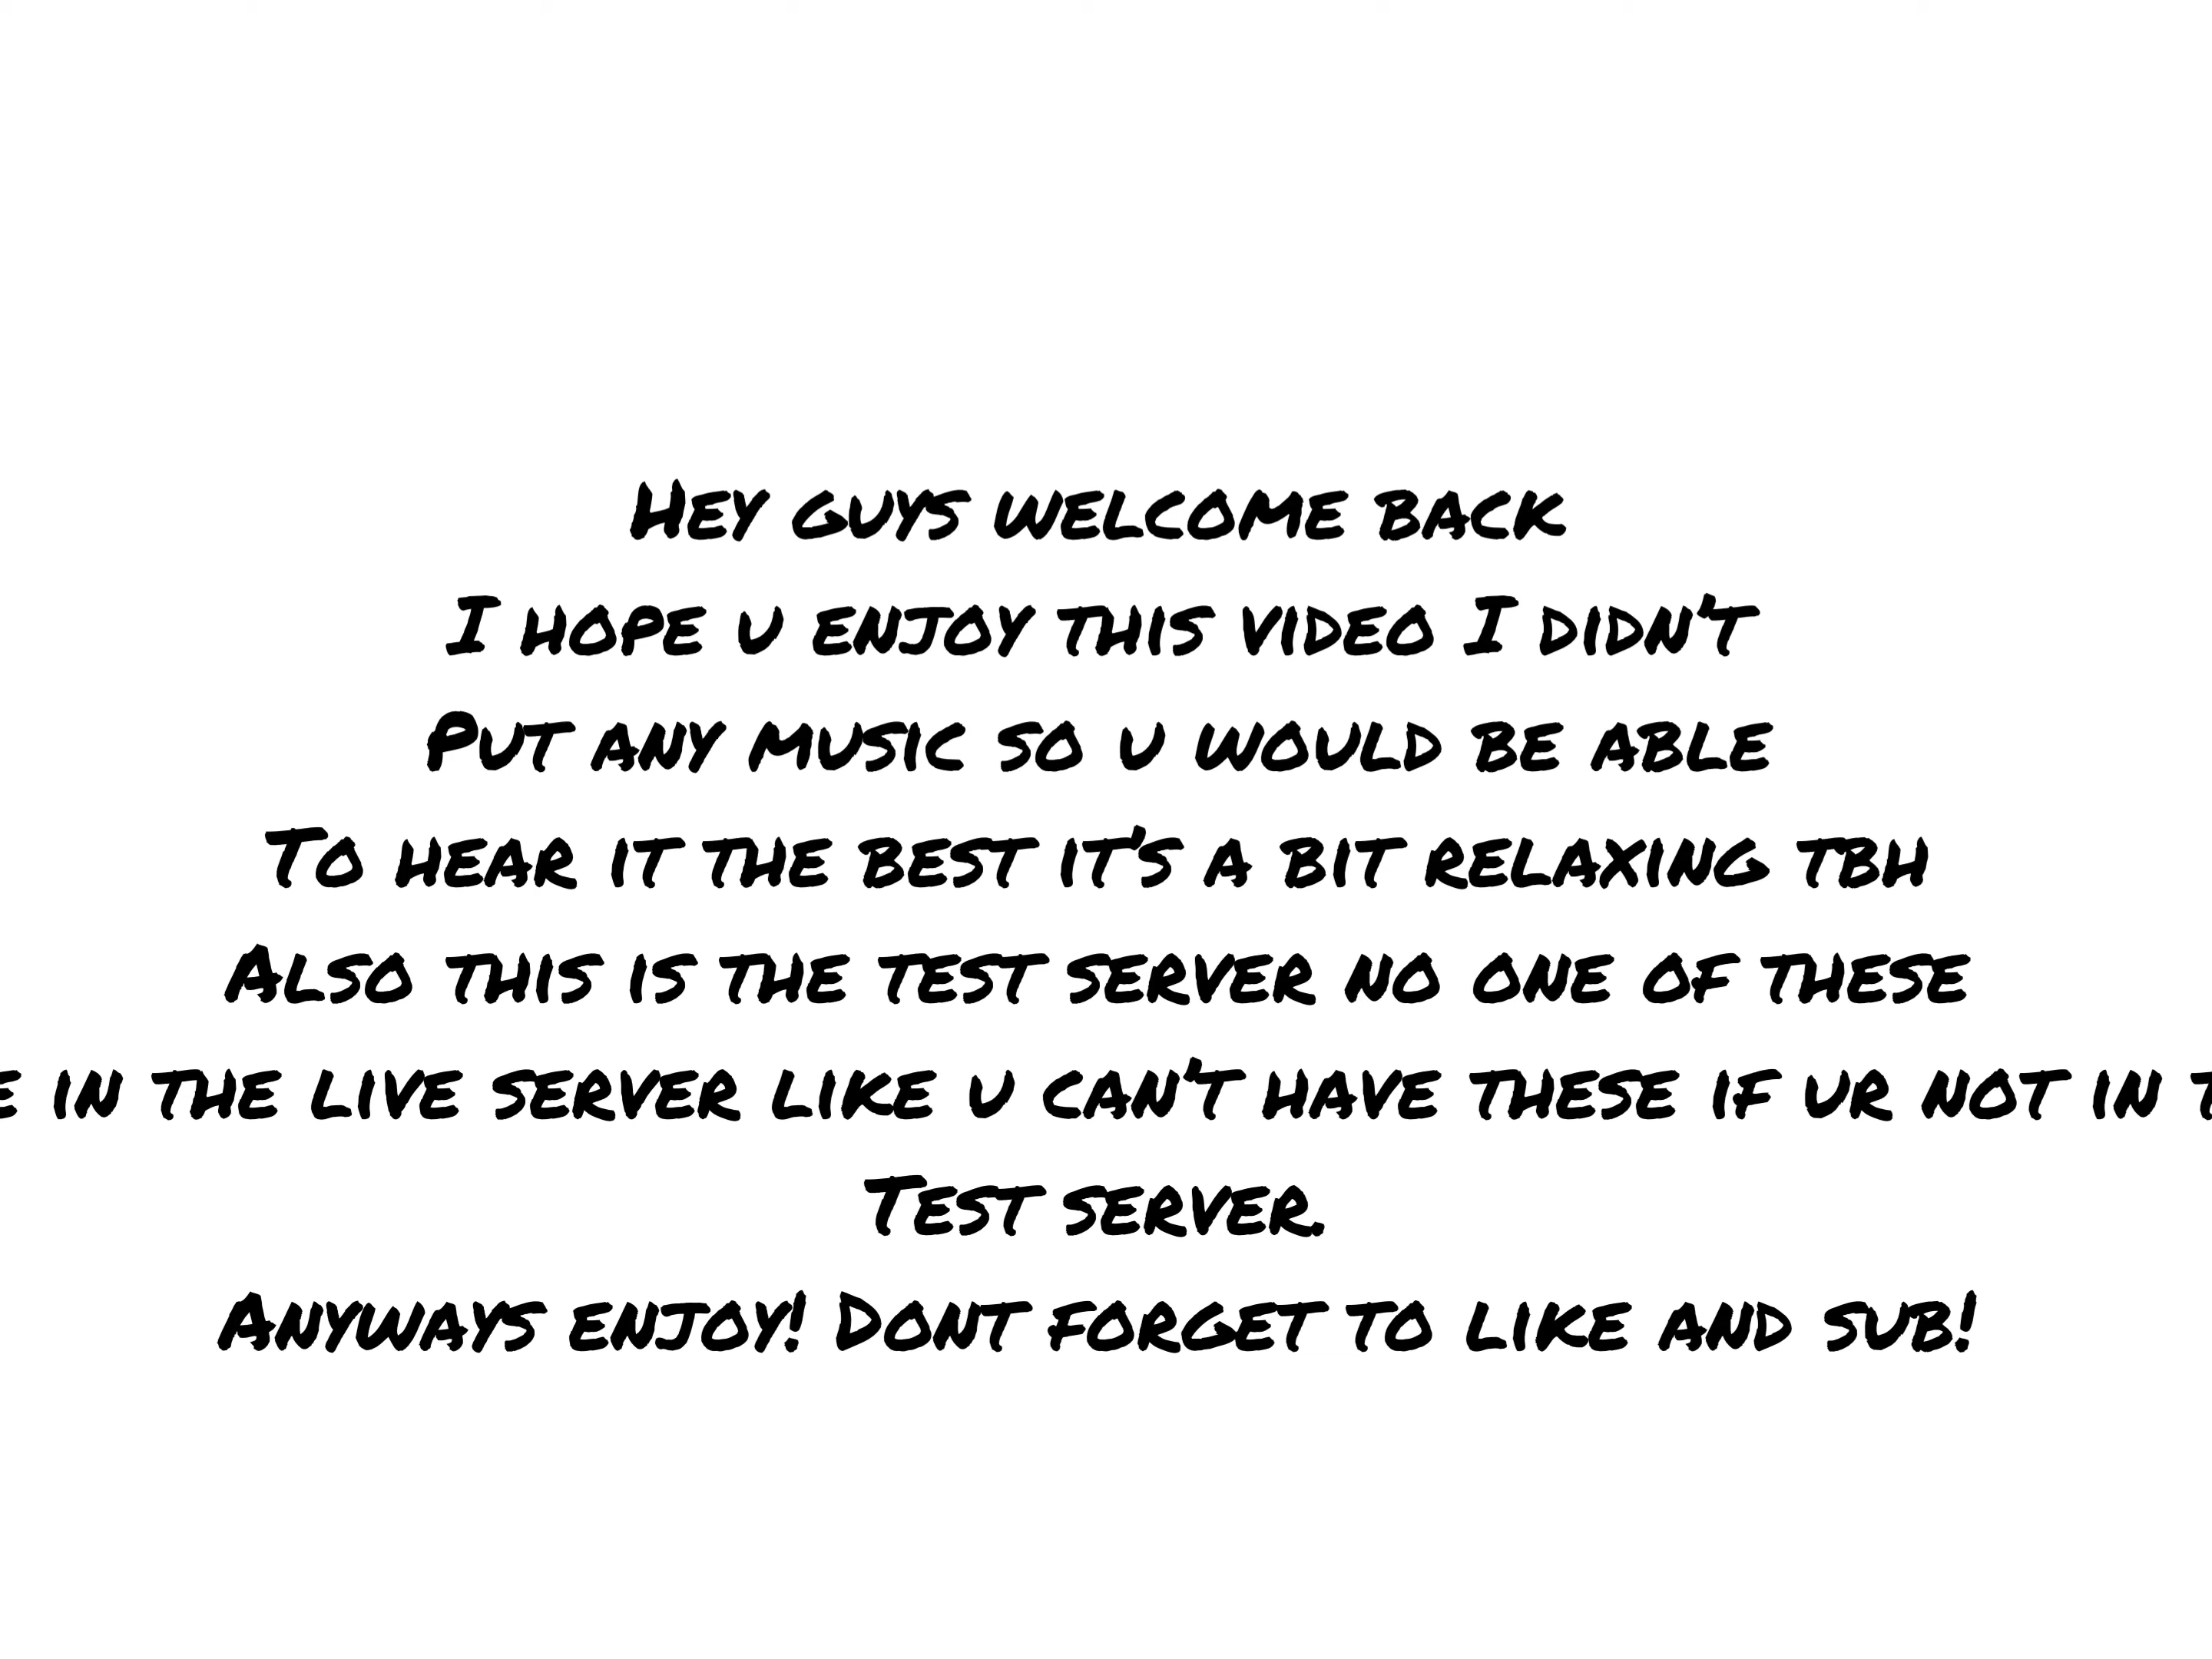 Hey guys welcome back
I hope u enjoy this video I didn't
Put any music so u would be able
To hear it the best it's a bit relaxing tbh
Also this is the test server no one of these
in the live server like u can't have these if ur not in
Test server.
Anyways enjoy! Dont forget to like and sub!